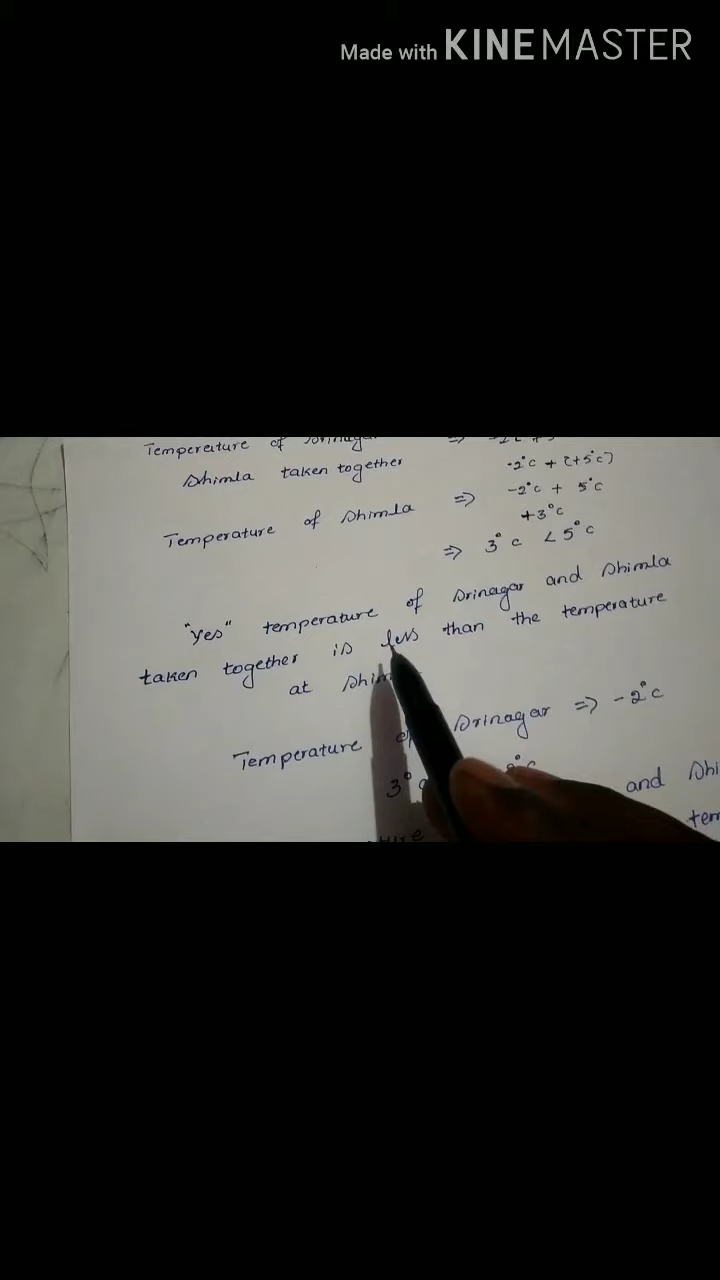 Made with KINEMASTER
Temperature of Srinagar =>
Shimla taken together -2°C + (+5°C)
-2°C + 5°C
Temperature of Shimla => +3°C
=> 3°C < 5°C
"Yes" temperature of Srinagar and Shimla
taken together is less than the temperature
at
Temperature Srinagar => -2°C
3°
and